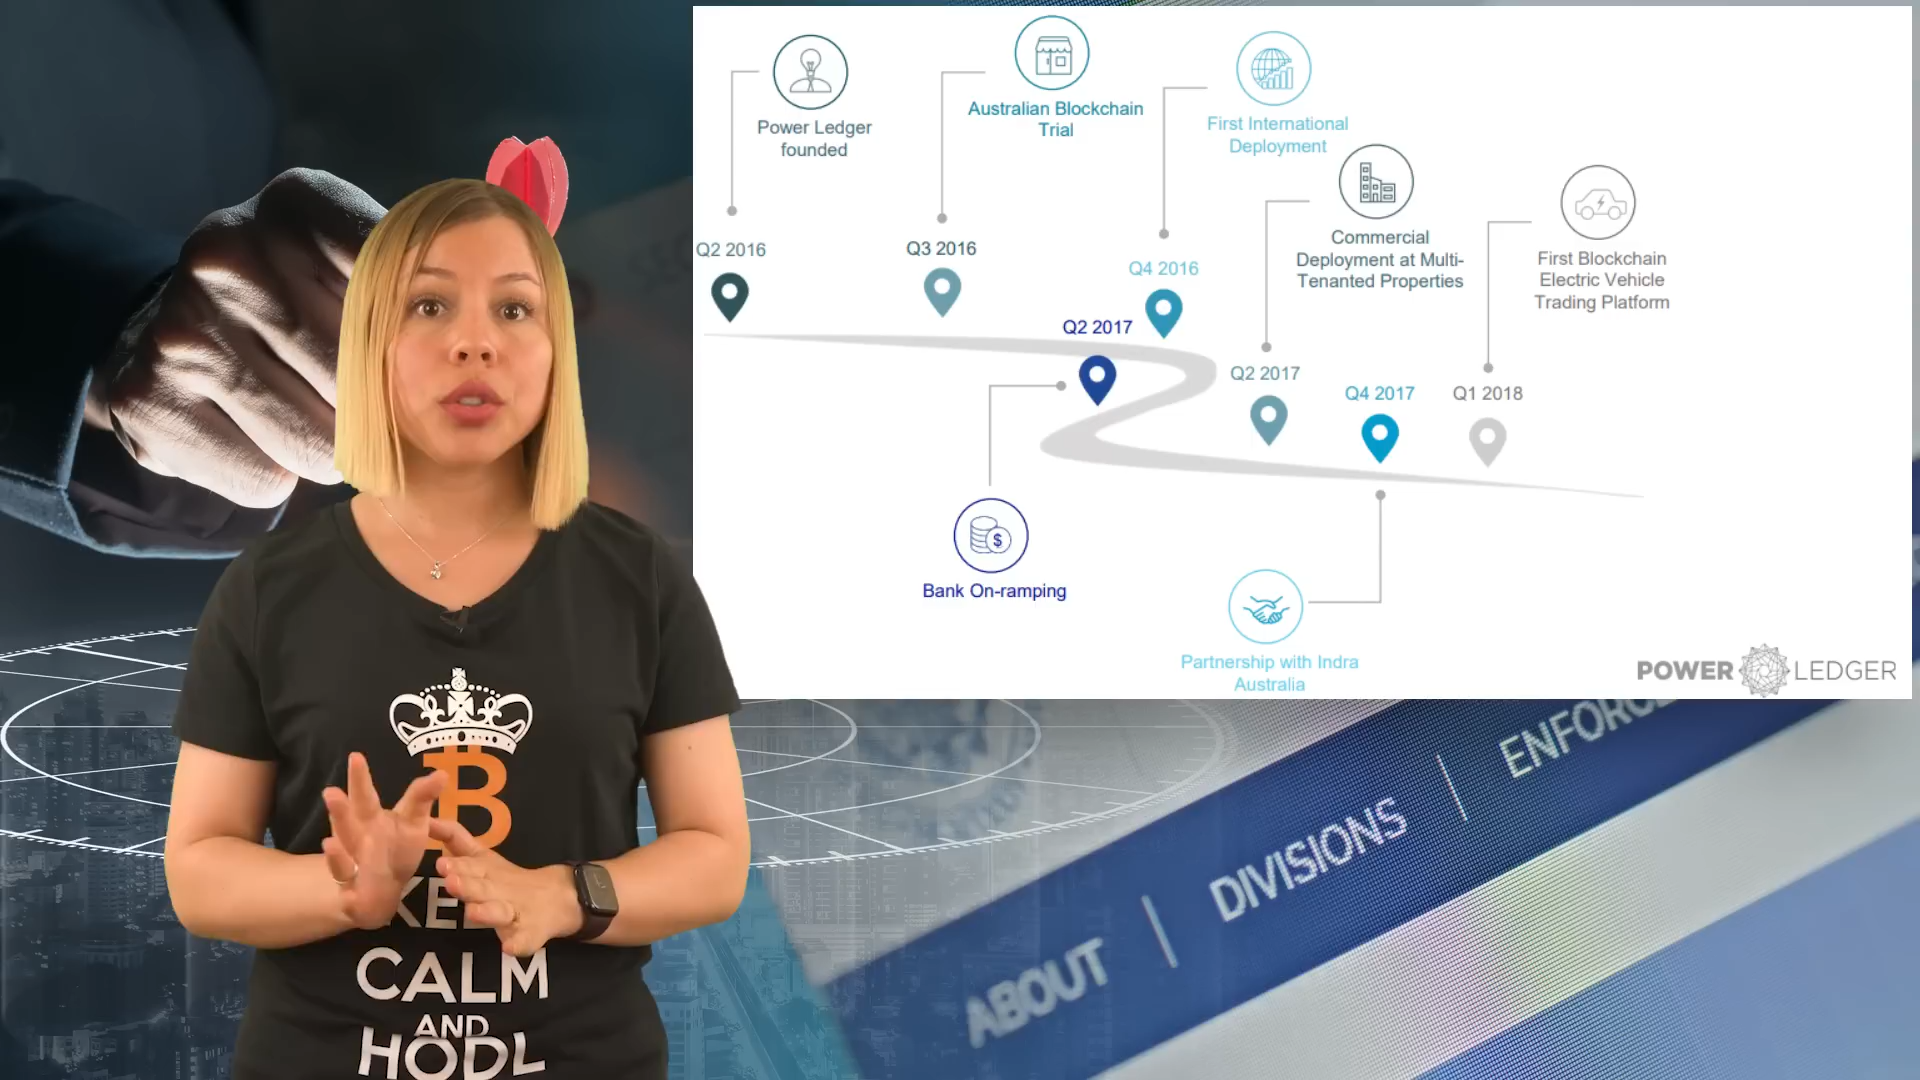 Power Ledger
founded
Australian Blockchain
Trial
First International
Deployment
Commercial
Deployment at Multi-
Tenanted Properties
First Blockchain
Electric Vehicle
Trading Platform
Q2 2016
Q3 2016
Q4 2016
Q2 2017
Q2 2017
Q4 2017
Q1 2018
$
Bank On-ramping
Partnership with Indra
Australia
POWER LEDGER
B
CALM
AND
HODL
ABOUT | DIVISIONS |